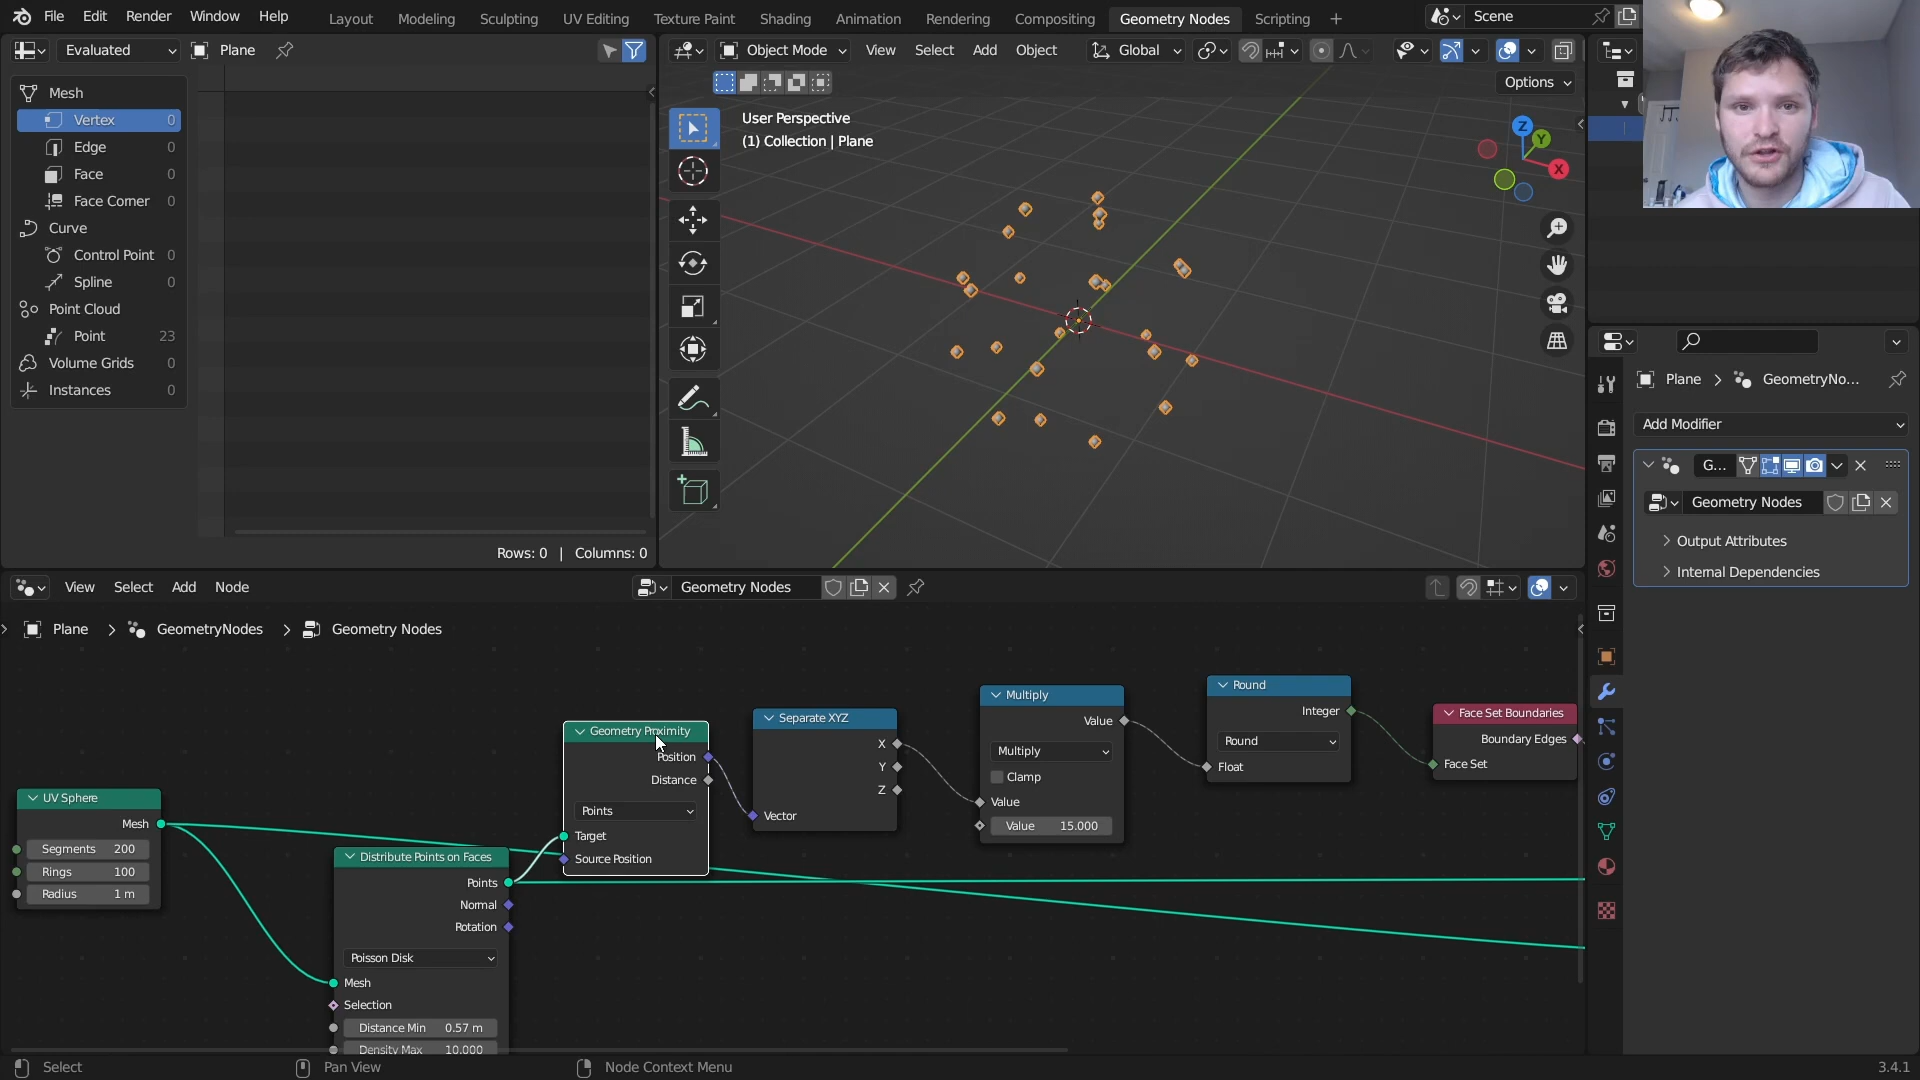 File Edit Render Window Help
Layout Modeling Sculpting UV Editing Texture Paint Shading Animation Rendering Compositing Geometry Nodes Scripting +
Scene
Evaluated Plane
Object Mode View Select Add Object Global
Options
Mesh
Vertex 0
Edge 0
Face 0
Face Corner 0
Curve
Control Point 0
Spline 0
Point Cloud
Point 23
Volume Grids 0
Instances 0
Rows: 0 | Columns: 0
User Perspective
(1) Collection | Plane
Z
Y
X
Plane > GeometryNo...
Add Modifier
G...
Geometry Nodes
Output Attributes
Internal Dependencies
View Select Add Node
Geometry Nodes
Plane > GeometryNodes > Geometry Nodes
UV Sphere
Mesh
Segments 200
Rings 100
Radius 1 m
Distribute Points on Faces
Points
Normal
Rotation
Poisson Disk
Mesh
Selection
Distance Min 0.57 m
Density Max 10.000
Geometry Proximity
Position
Distance
Points
Target
Source Position
Separate XYZ
X
Y
Z
Vector
Multiply
Value
Multiply
Clamp
Value
Value 15.000
Round
Integer
Round
Float
Face Set Boundaries
Boundary Edges
Face Set
Select Pan View Node Context Menu 3.4.1